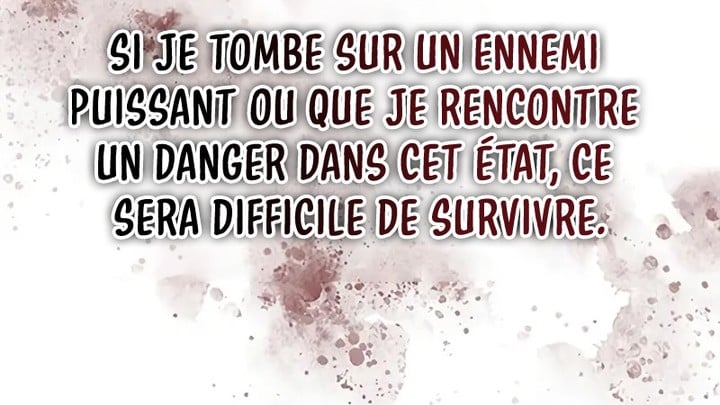 SI JE TOMBE SUR UN ENNEMI
PUISSANT OU QUE JE RENCONTRE
UN DANGER DANS CET ÉTAT, CE
SERA DIFFICILE DE SURVIVRE.